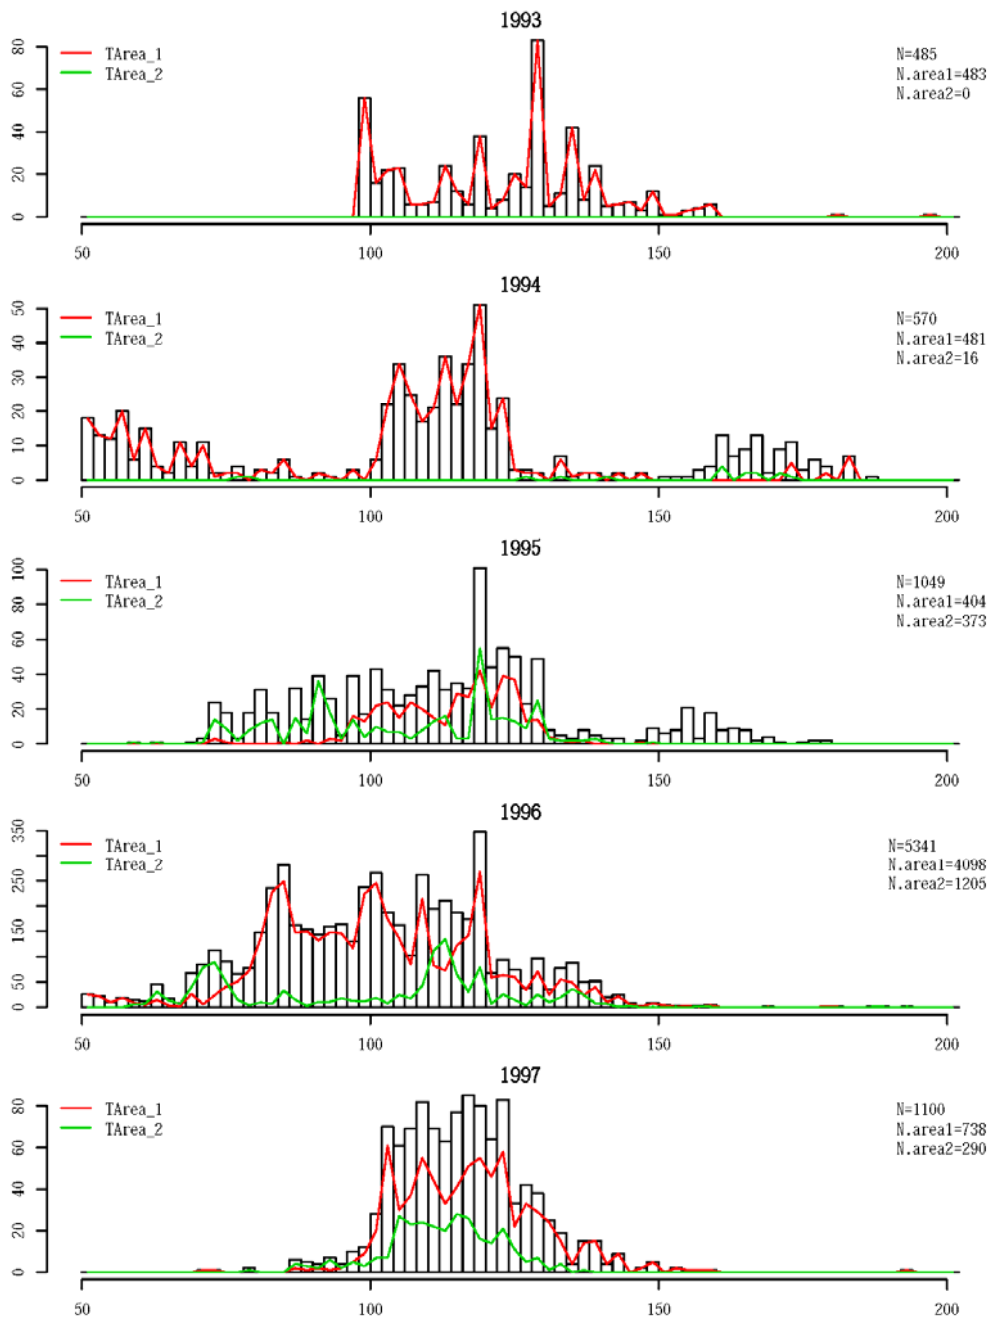 1993
TArea_1
TArea_2
N=485
N.area1=483
N.area2=0
80
60
40
20
0
50 100 150 200
1994
TArea_1
TArea_2
N=570
N.area1=481
N.area2=16
50
40
30
20
10
0
50 100 150 200
1995
TArea_1
TArea_2
N=1049
N.area1=404
N.area2=373
100
80
60
40
20
0
50 100 150 200
1996
TArea_1
TArea_2
N=5341
N.area1=4098
N.area2=1205
350
250
150
50
0
50 100 150 200
1997
TArea_1
TArea_2
N=1100
N.area1=738
N.area2=290
80
60
40
20
0
50 100 150 200